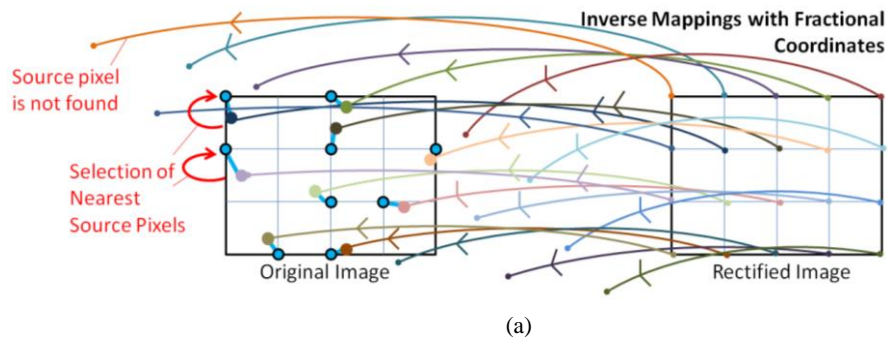 Inverse Mappings with Fractional
Coordinates
Source pixel
is not found
Selection of
Nearest
Source Pixels
Original Image
Rectified Image
(a)